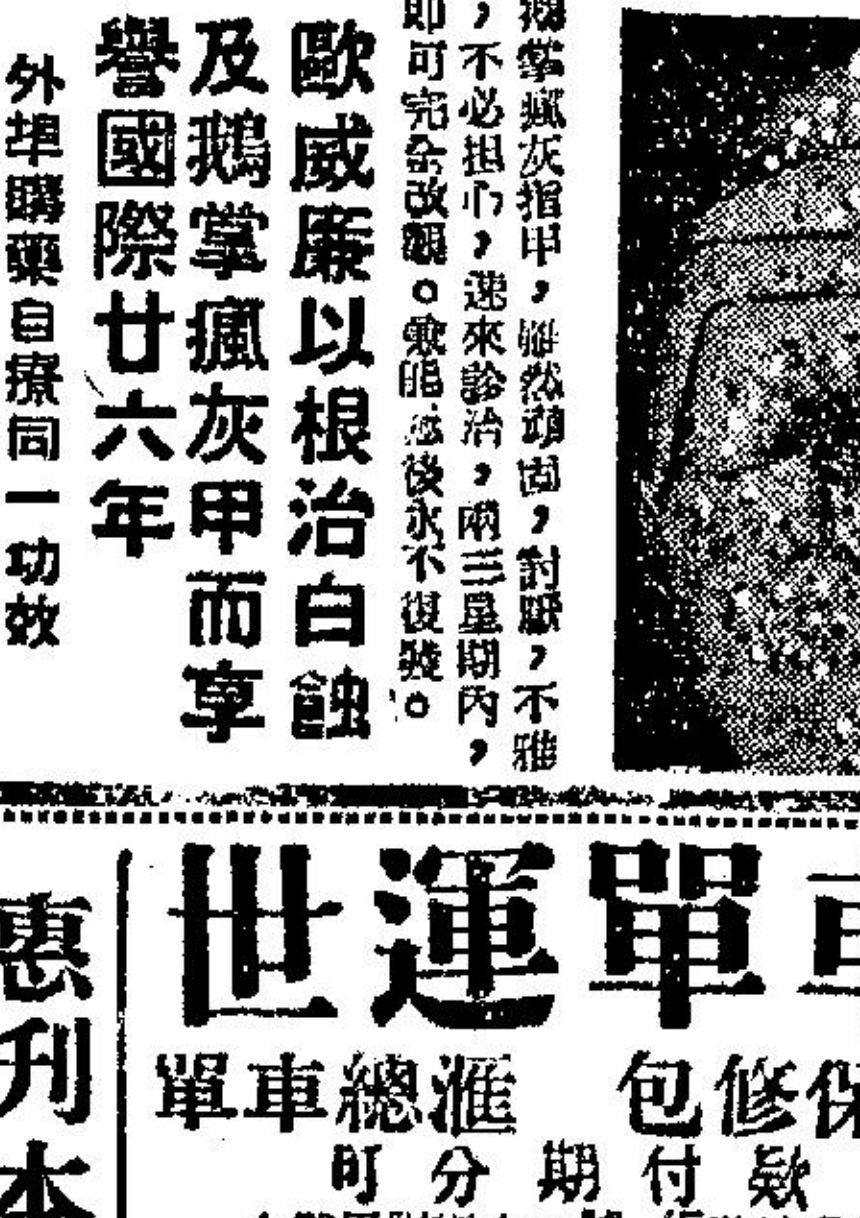 鵝掌瘋灰指甲，雖然頑固，討厭，不雅
，不必担心，速來診治，兩三星期內，
即可完全改觀。兼能愈後永不復發。
歐威廉以根治白蝕
及鵝掌瘋灰甲而享
譽國際廿六年
外埠購藥自療同一功效
世運單車
單車總滙 包修保
可分期付欵
惠刋本